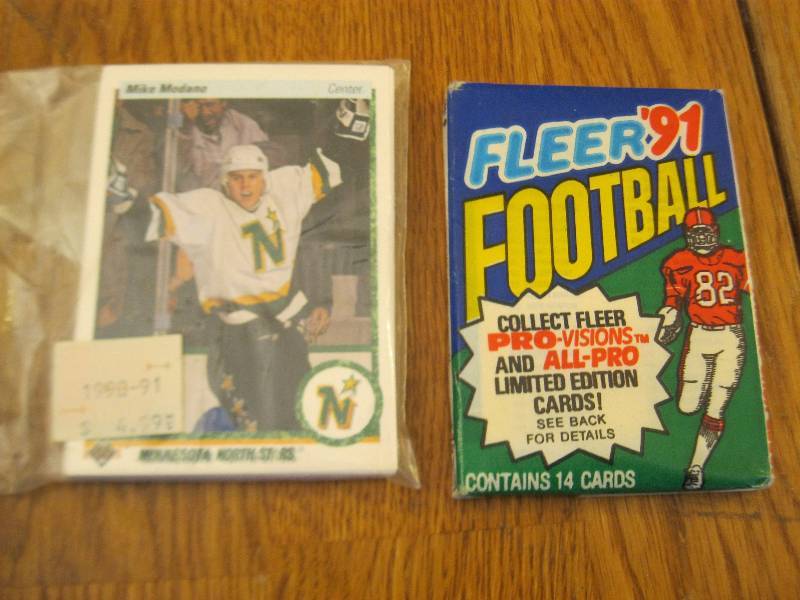 Mike Modano Center
N
N
1990-91
$ 4.99
MINNESOTA NORTH STARS
FLEER '91
FOOTBALL
82
COLLECT FLEER
PRO-VISIONS™
AND ALL-PRO
LIMITED EDITION
CARDS!
SEE BACK
FOR DETAILS
CONTAINS 14 CARDS